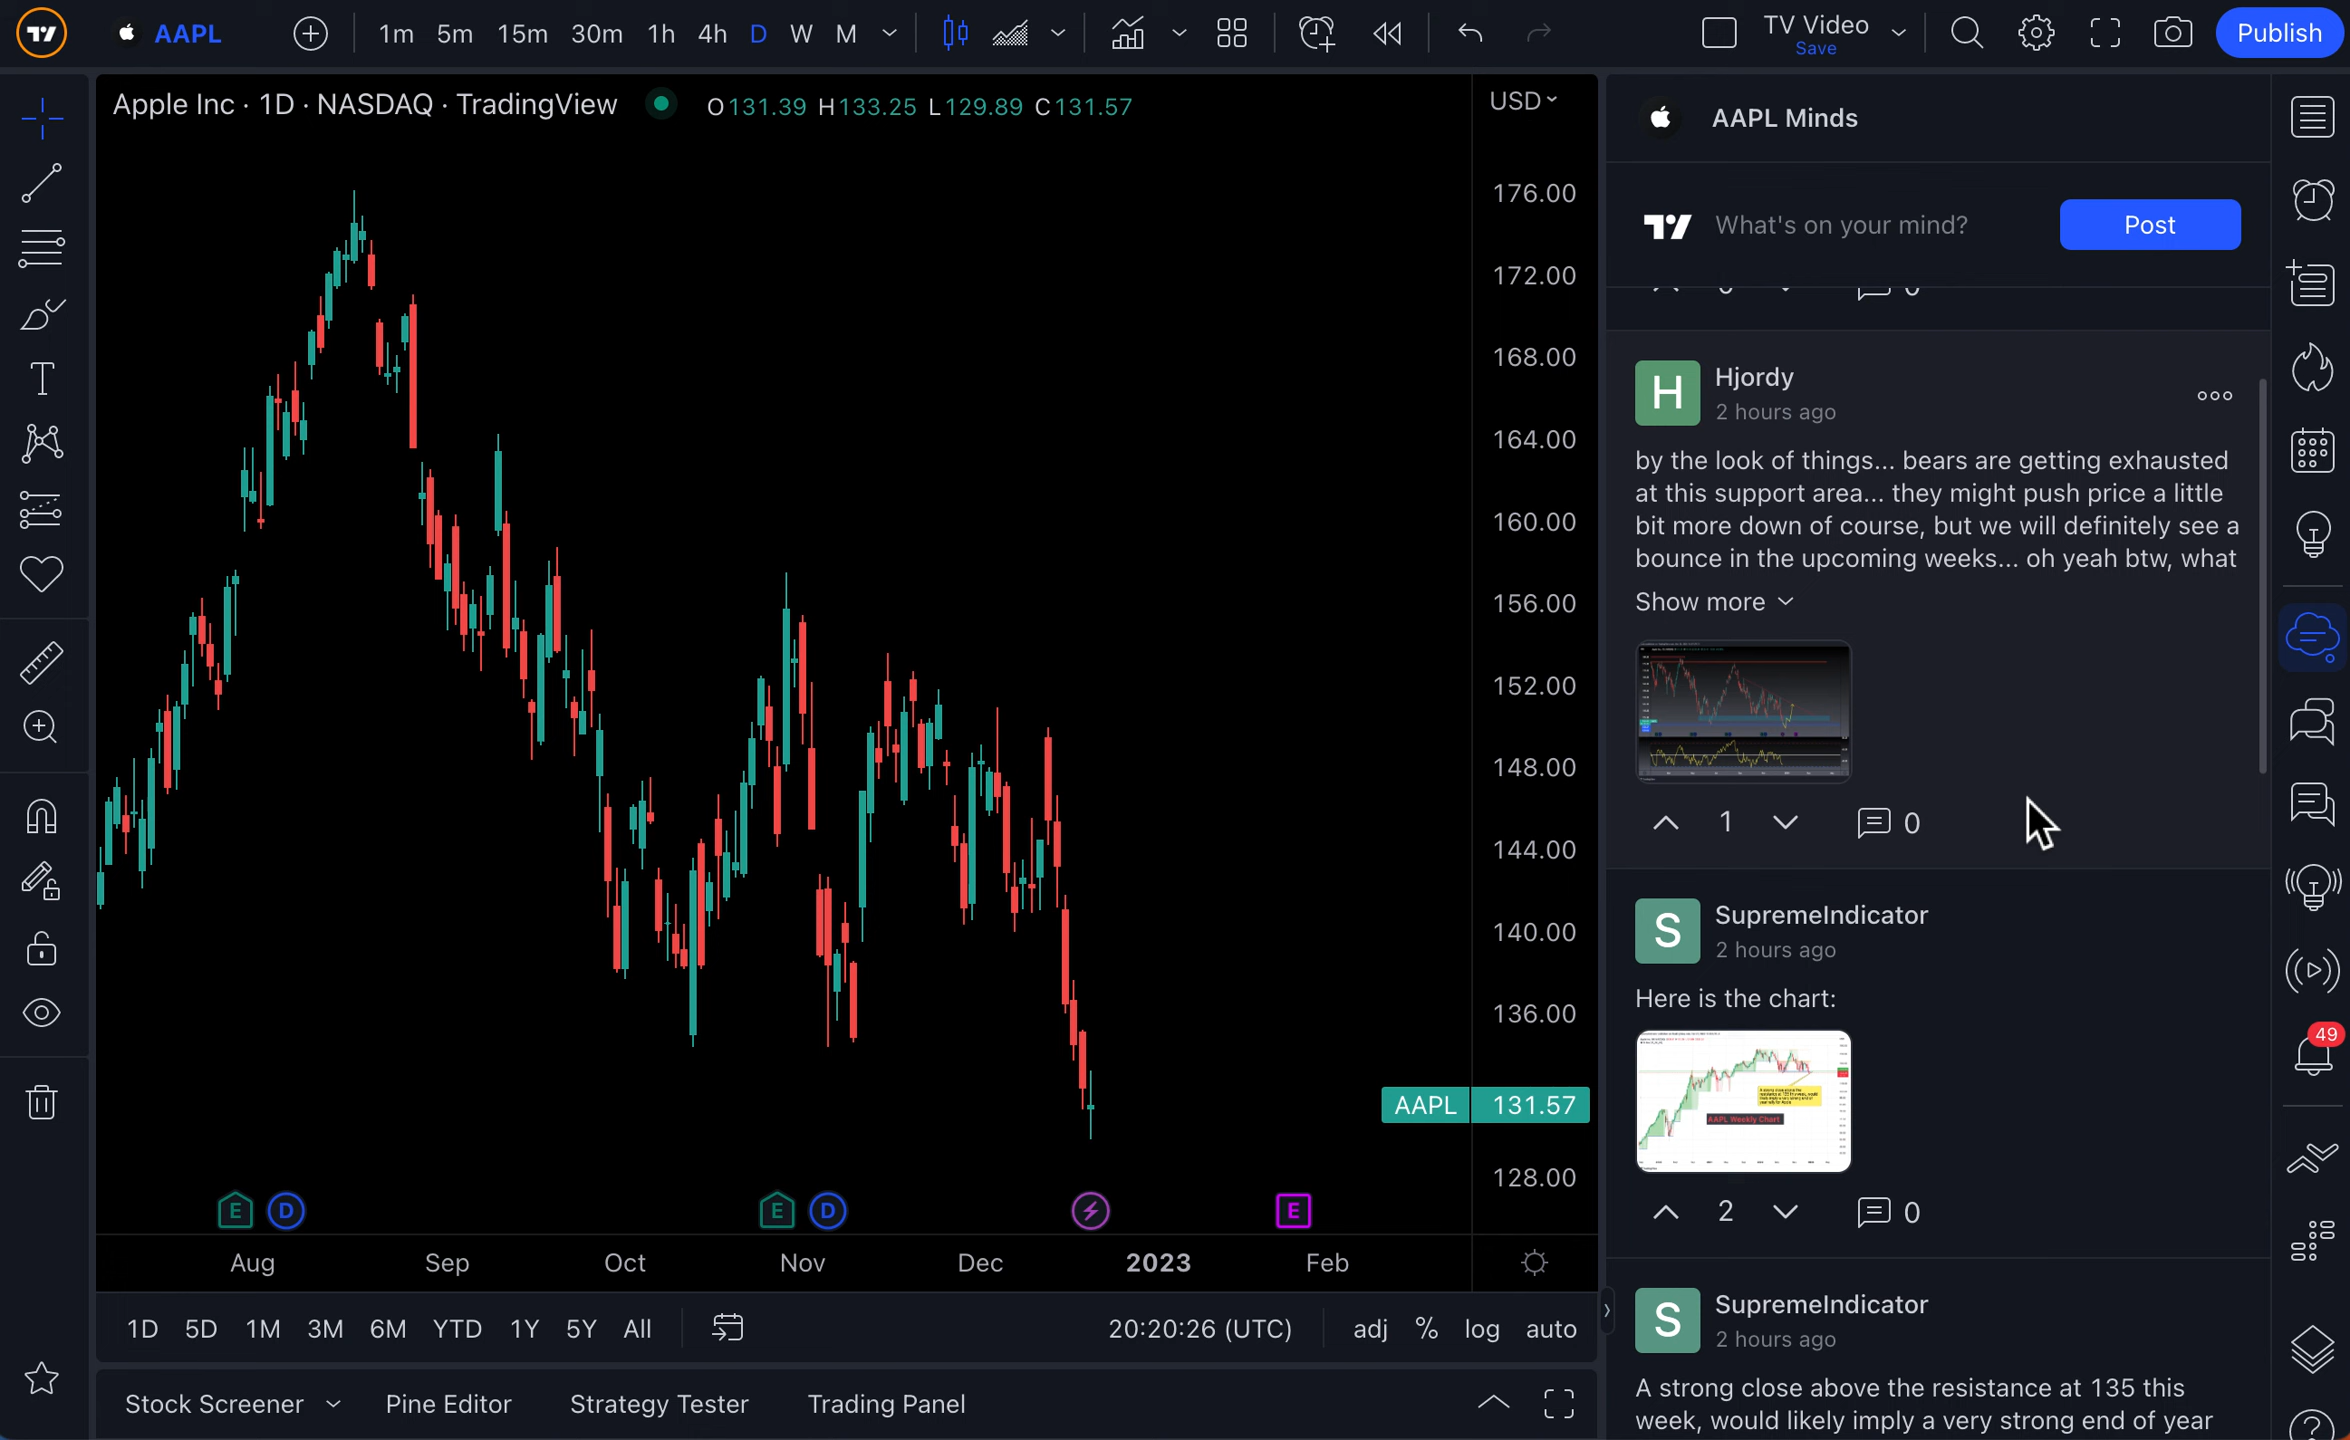 AAPL 1m 5m 15m 30m 1h 4h D W M TV Video Save Publish
Apple Inc · 1D · NASDAQ · TradingView O131.39 H133.25 L129.89 C131.57
USD
176.00
172.00
168.00
164.00
160.00
156.00
152.00
148.00
144.00
140.00
136.00
AAPL 131.57
128.00
E D E D E
Aug Sep Oct Nov Dec 2023 Feb
1D 5D 1M 3M 6M YTD 1Y 5Y All 20:20:26 (UTC) adj % log auto
Stock Screener Pine Editor Strategy Tester Trading Panel
AAPL Minds
What's on your mind? Post
H Hjordy
2 hours ago
by the look of things... bears are getting exhausted
at this support area... they might push price a little
bit more down of course, but we will definitely see a
bounce in the upcoming weeks... oh yeah btw, what
Show more
1 0
S SupremeIndicator
2 hours ago
Here is the chart:
AAPL Weekly Chart
2 0
S SupremeIndicator
2 hours ago
A strong close above the resistance at 135 this
week, would likely imply a very strong end of year
49